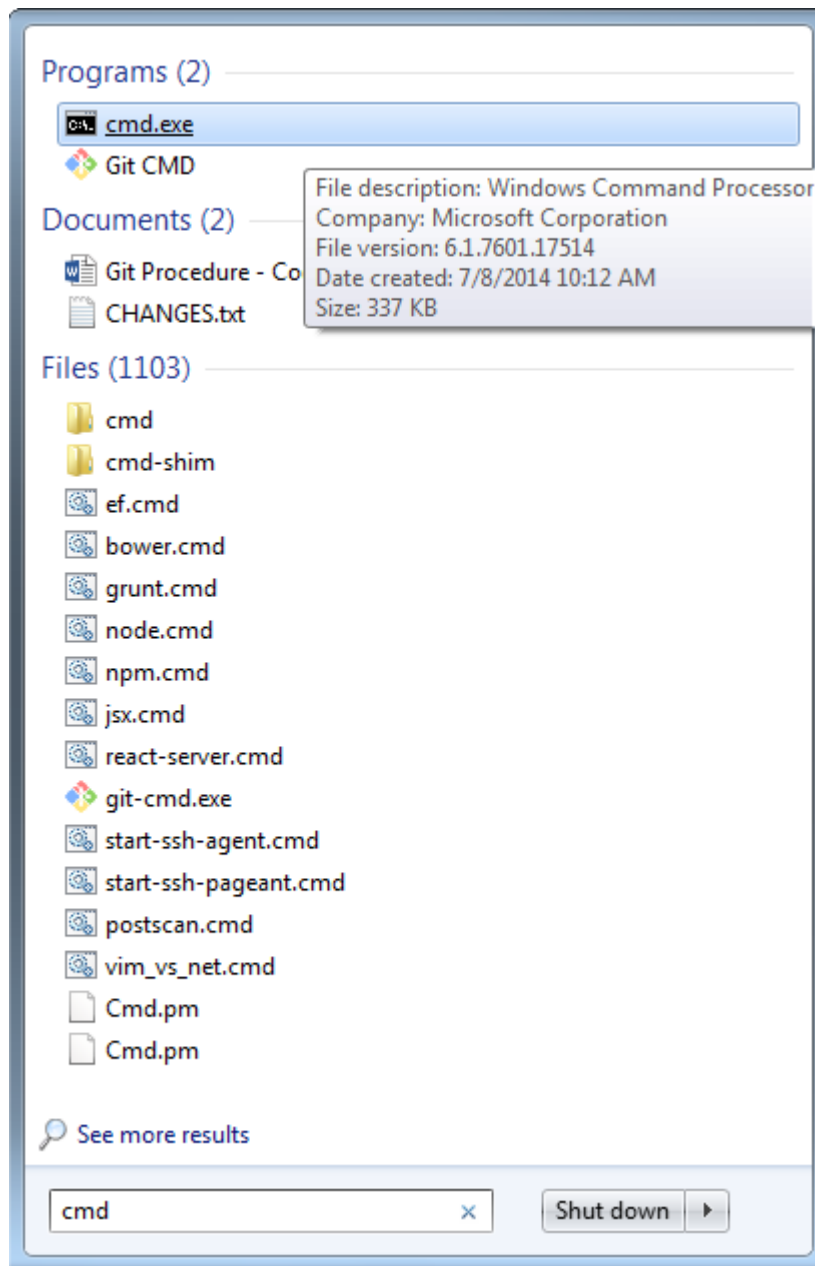 Programs (2)
C:\.
cmd.exe
Git CMD
File description: Windows Command Processor
Company: Microsoft Corporation
File version: 6.1.7601.17514
Date created: 7/8/2014 10:12 AM
Size: 337 KB
Documents (2)
Git Procedure - Co
CHANGES.txt
Files (1103)
cmd
cmd-shim
ef.cmd
bower.cmd
grunt.cmd
node.cmd
npm.cmd
jsx.cmd
react-server.cmd
git-cmd.exe
start-ssh-agent.cmd
start-ssh-pageant.cmd
postscan.cmd
vim_vs_net.cmd
Cmd.pm
Cmd.pm
See more results
cmd
Shut down